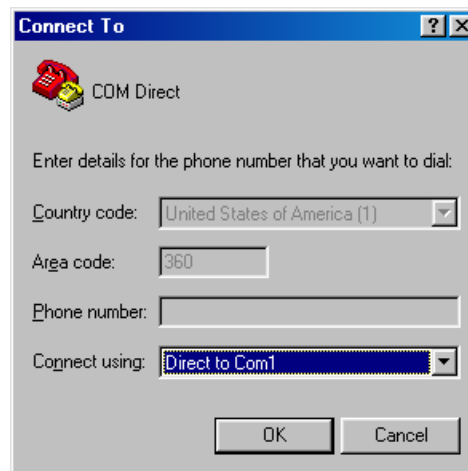 Connect To
COM Direct
Enter details for the phone number that you want to dial:
Country code: United States of America (1)
Area code: 360
Phone number:
Connect using: Direct to Com1
OK Cancel